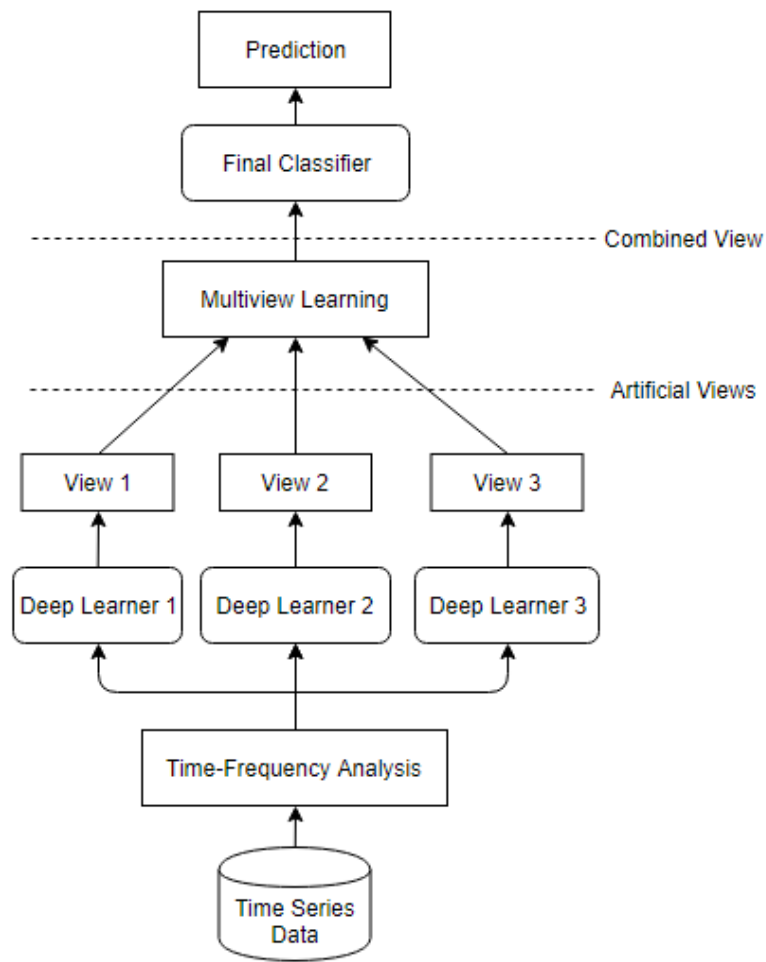 Prediction
Final Classifier
Combined View
Multiview Learning
Artificial Views
View 1
View 2
View 3
Deep Learner 1
Deep Learner 2
Deep Learner 3
Time-Frequency Analysis
Time Series
Data